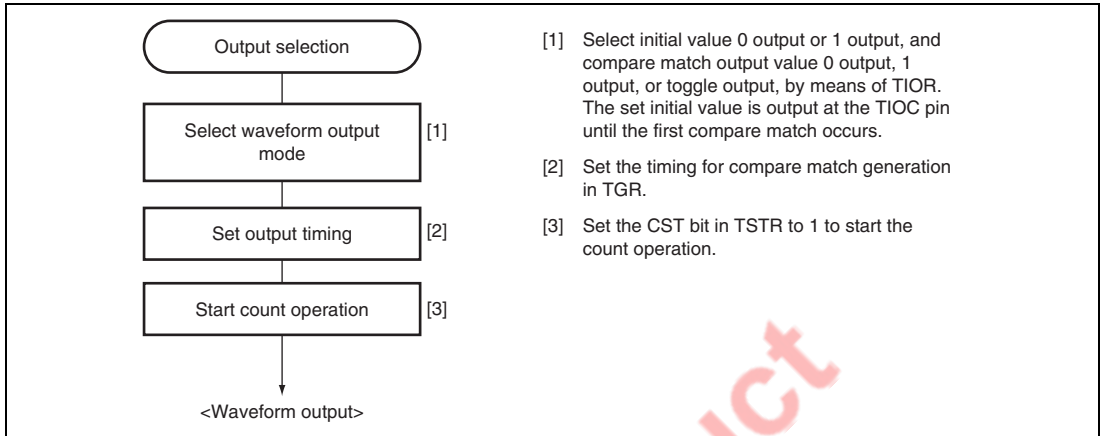 Output selection
Select waveform output
mode
[1]
Set output timing
[2]
Start count operation
[3]
<Waveform output>
[1] Select initial value 0 output or 1 output, and
compare match output value 0 output, 1
output, or toggle output, by means of TIOR.
The set initial value is output at the TIOC pin
until the first compare match occurs.
[2] Set the timing for compare match generation
in TGR.
[3] Set the CST bit in TSTR to 1 to start the
count operation.
uct